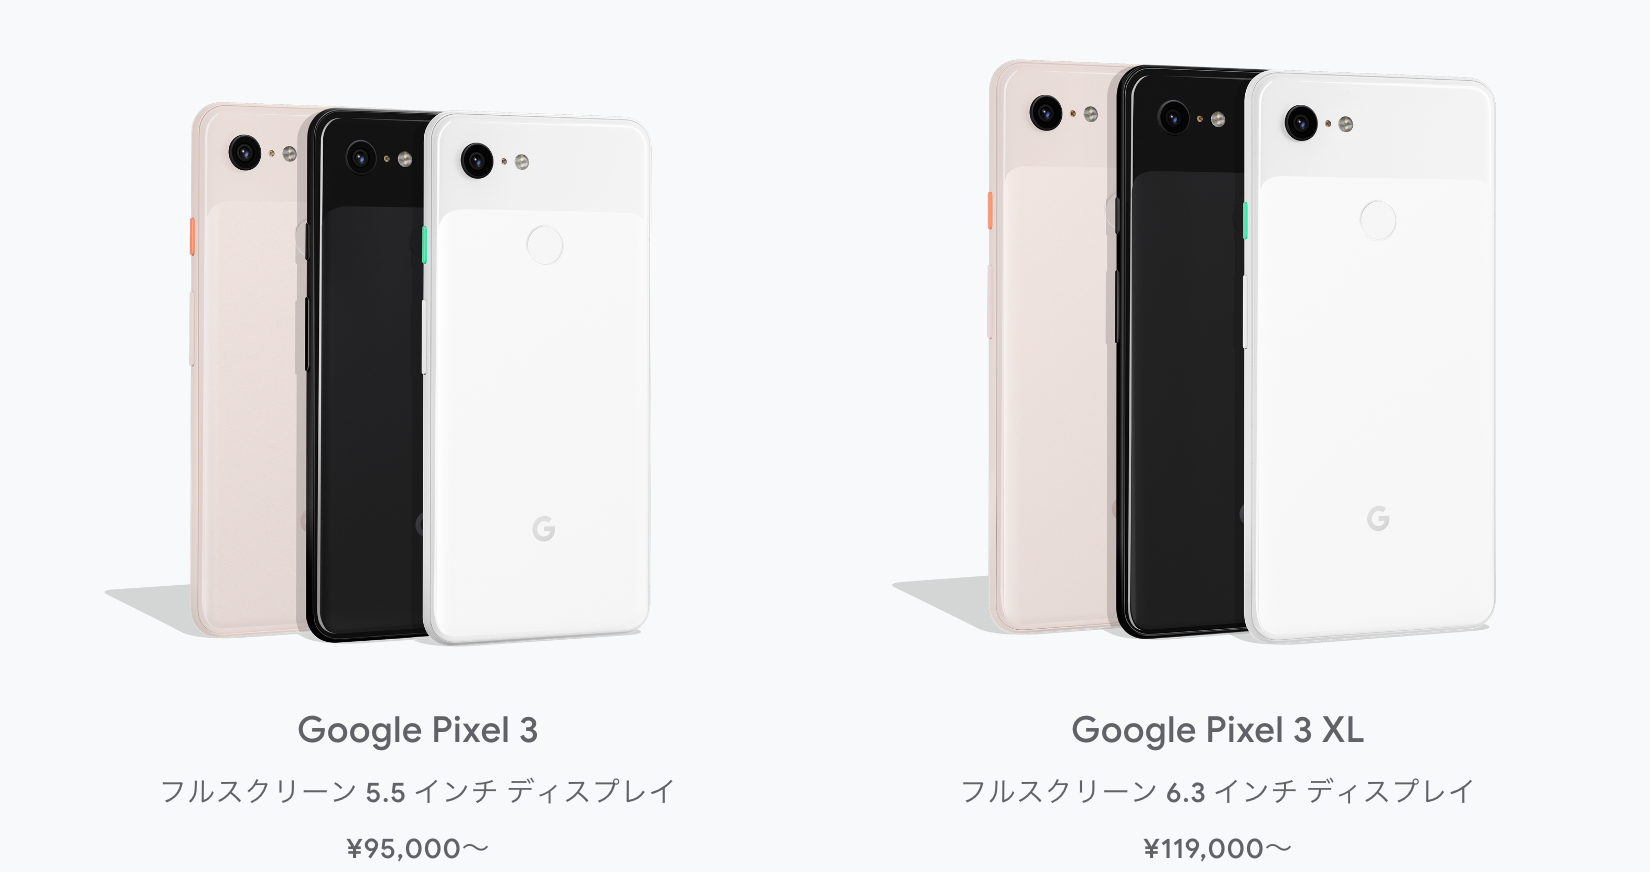 Google Pixel 3
フルスクリーン 5.5 インチ ディスプレイ
¥95,000〜
Google Pixel 3 XL
フルスクリーン 6.3 インチ ディスプレイ
¥119,000〜